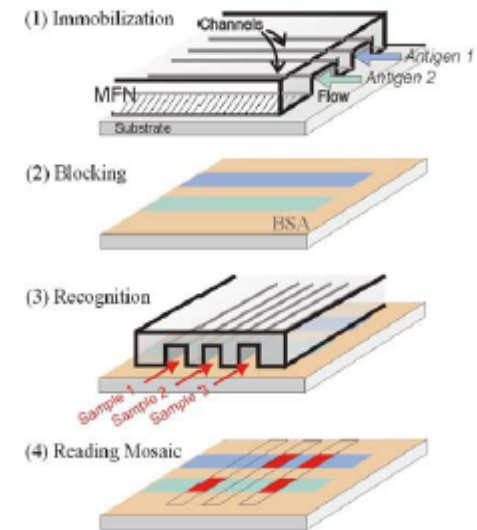 (1) Immobilization
Channels
Antigen 1
Antigen 2
MFN
Flow
Substrate
(2) Blocking
BSA
(3) Recognition
Sample 1
Sample 2
Sample 3
(4) Reading Mosaic